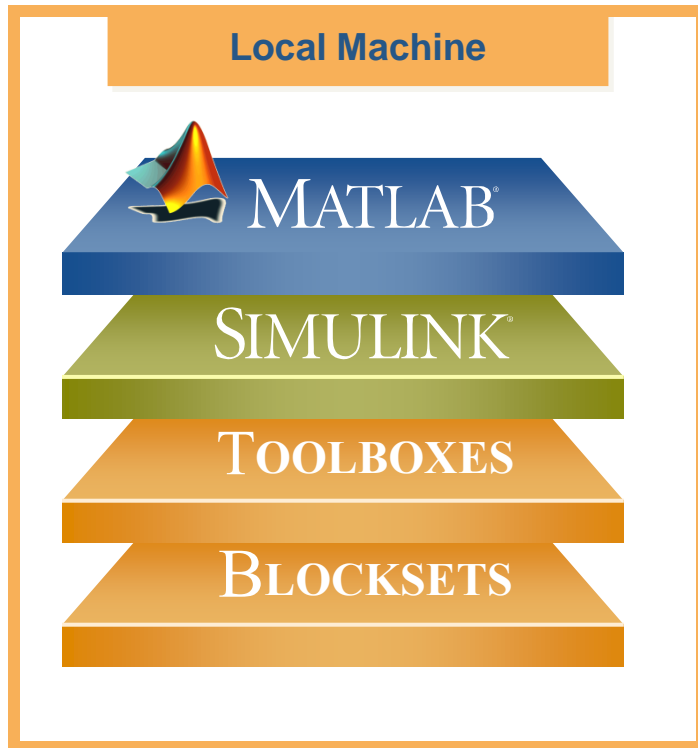 Local Machine
MATLAB®
SIMULINK®
TOOLBOXES
BLOCKSETS